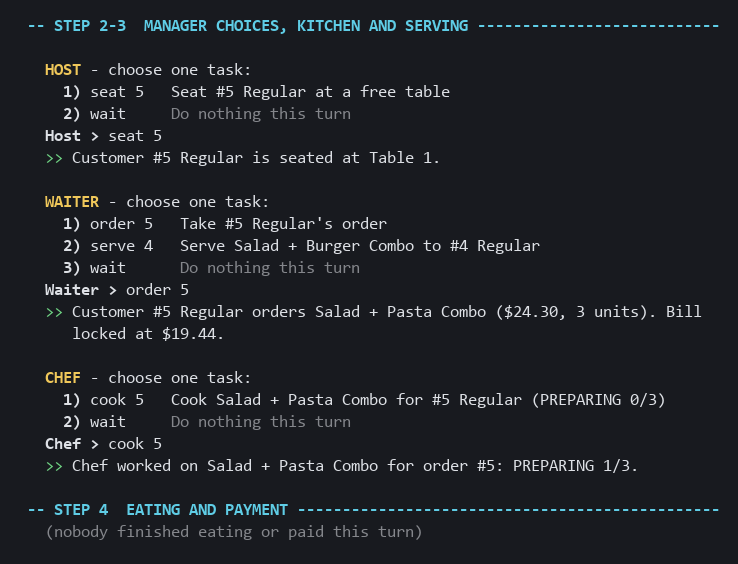 -- STEP 2-3  MANAGER CHOICES, KITCHEN AND SERVING ---------------------------
HOST - choose one task:
1) seat 5   Seat #5 Regular at a free table
2) wait     Do nothing this turn
Host > seat 5
>> Customer #5 Regular is seated at Table 1.
WAITER - choose one task:
1) order 5   Take #5 Regular's order
2) serve 4   Serve Salad + Burger Combo to #4 Regular
3) wait      Do nothing this turn
Waiter > order 5
>> Customer #5 Regular orders Salad + Pasta Combo ($24.30, 3 units). Bill
locked at $19.44.
CHEF - choose one task:
1) cook 5   Cook Salad + Pasta Combo for #5 Regular (PREPARING 0/3)
2) wait     Do nothing this turn
Chef > cook 5
>> Chef worked on Salad + Pasta Combo for order #5: PREPARING 1/3.
-- STEP 4  EATING AND PAYMENT -----------------------------------------------
(nobody finished eating or paid this turn)